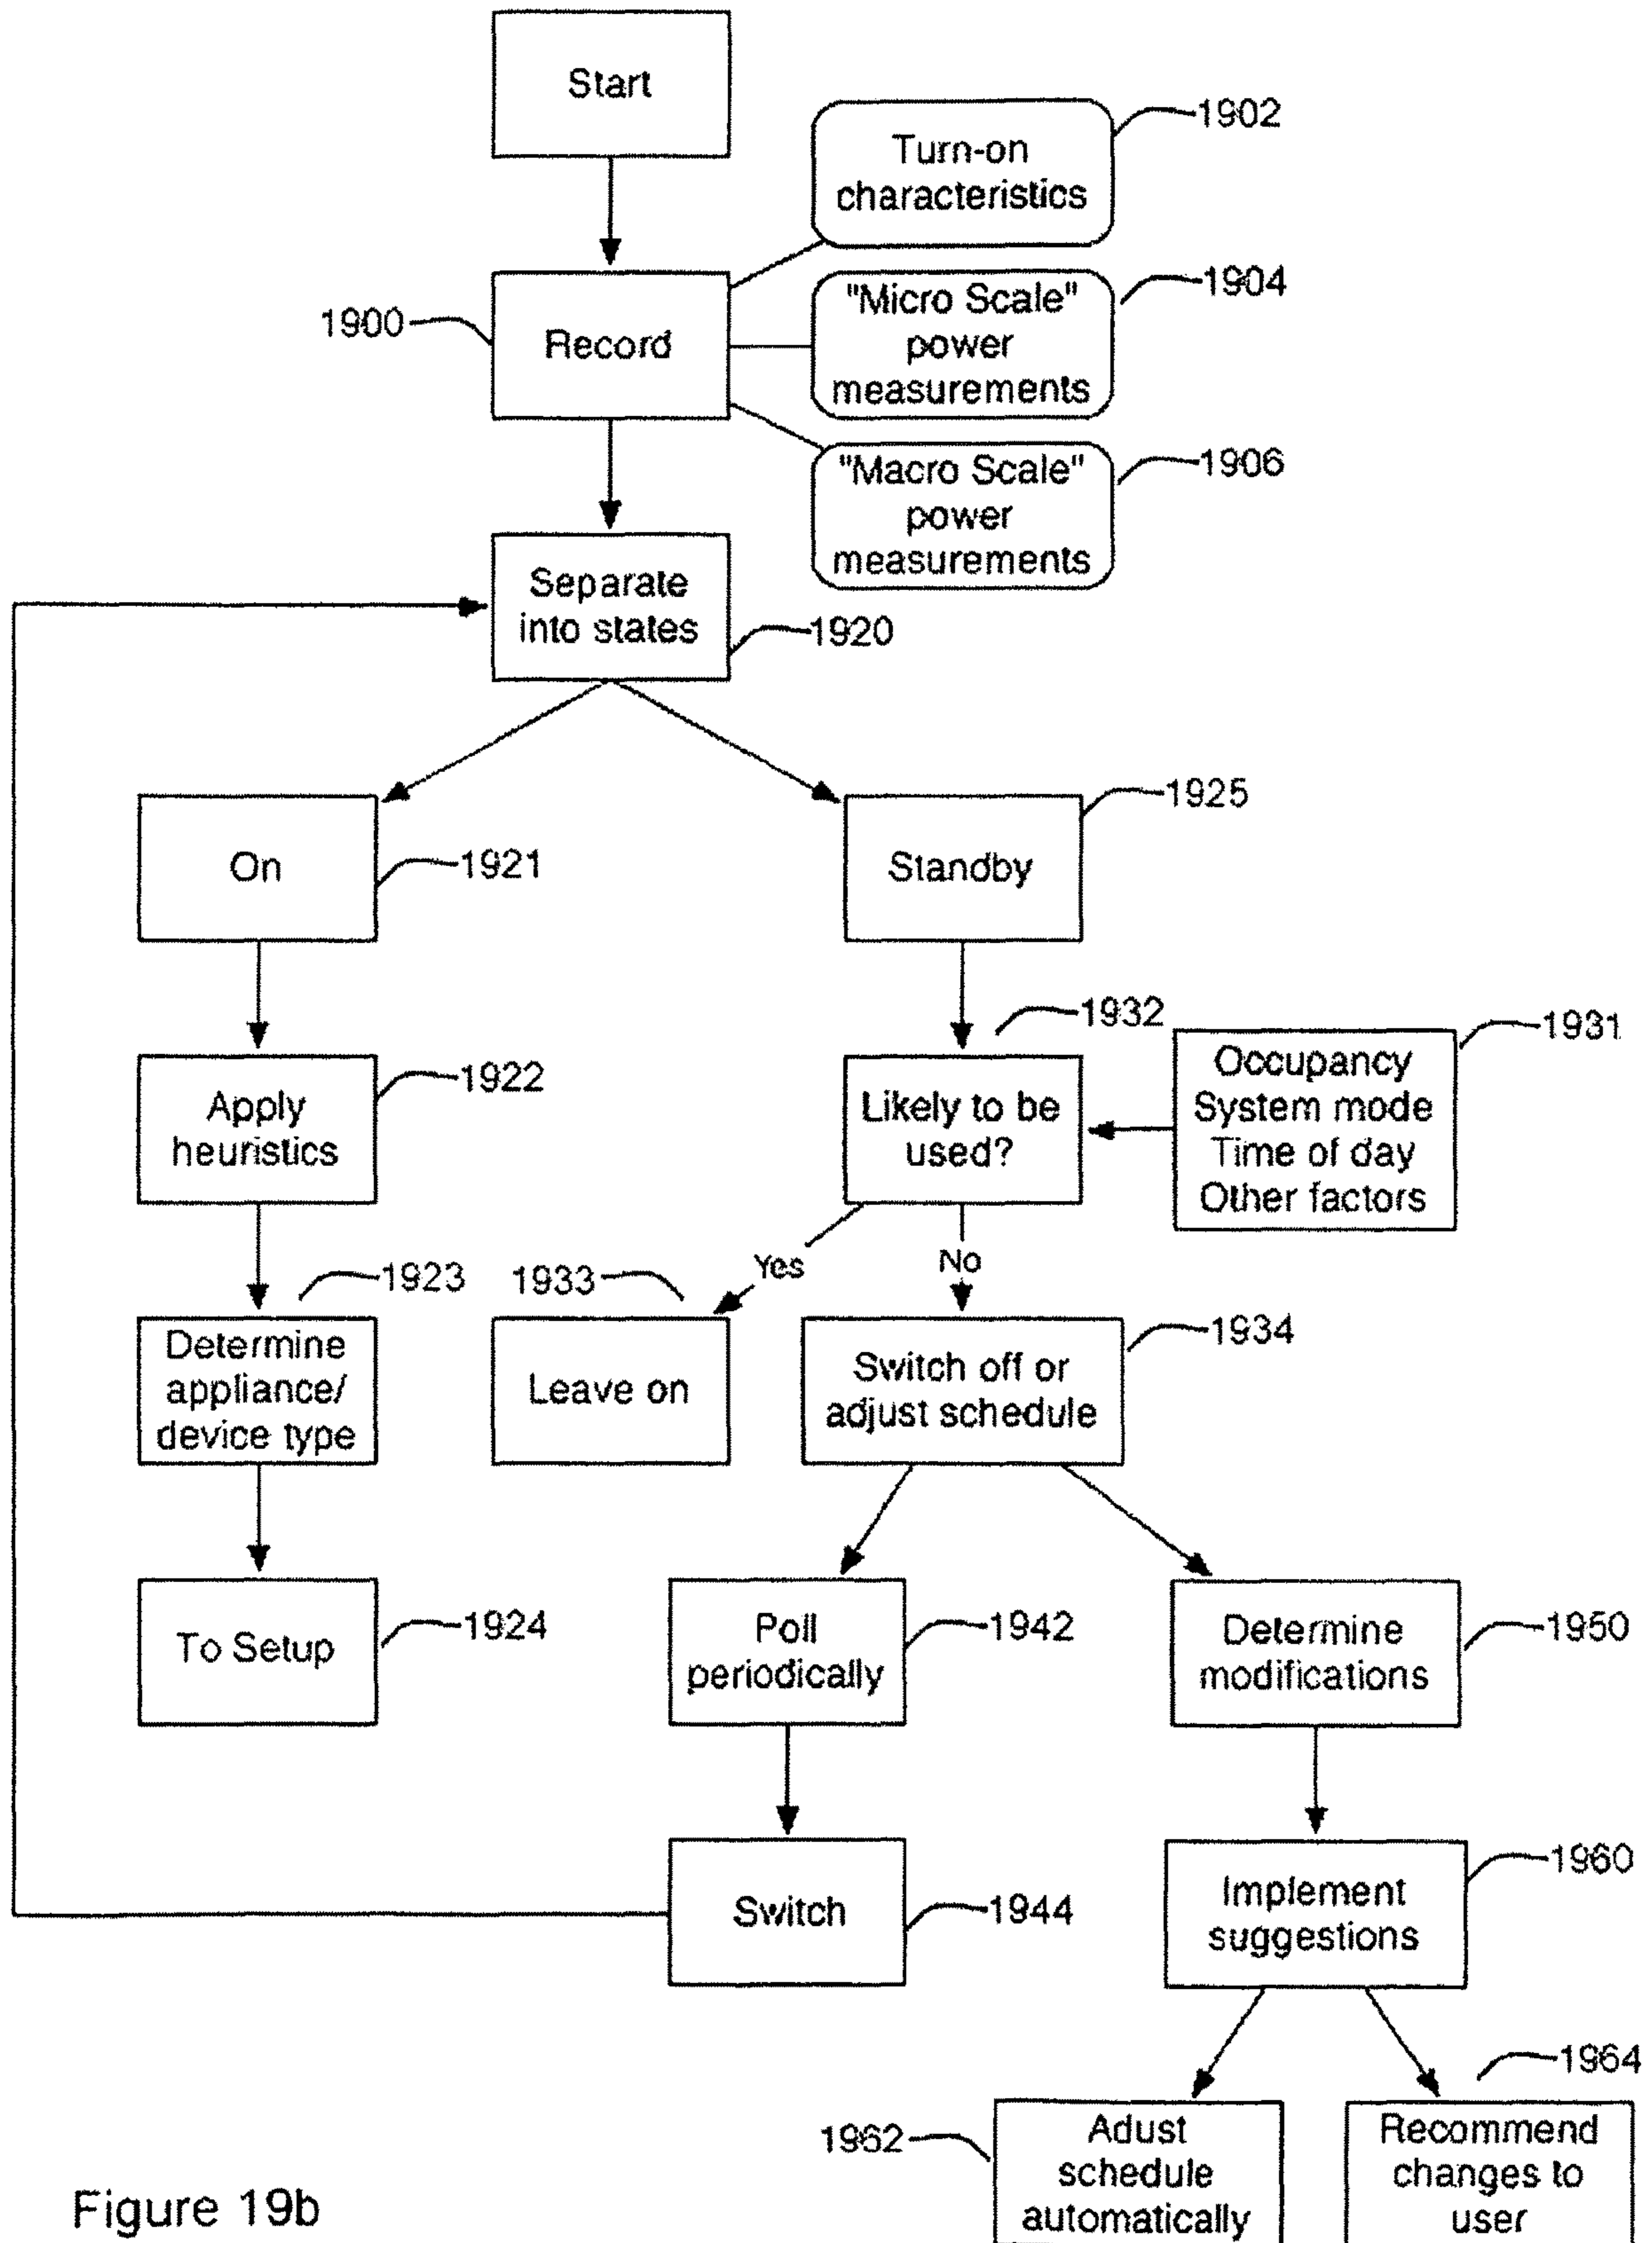 Start
Turn-on
characteristics
1902
1900
Record
"Micro Scale"
power
measurements
1904
"Macro Scale"
power
measurements
1906
Separate
into states
1920
On
1921
Standby
1925
Apply
heuristics
1922
1932
Likely to be
used?
Occupancy
System mode
Time of day
Other factors
1931
Yes
No
1923
Determine
appliance/
device type
1933
Leave on
Switch off or
adjust schedule
1934
To Setup
1924
Poll
periodically
1942
Determine
modifications
1950
Switch
1944
Implement
suggestions
1960
1962
Adust
schedule
automatically
1964
Recommend
changes to
user
Figure 19b